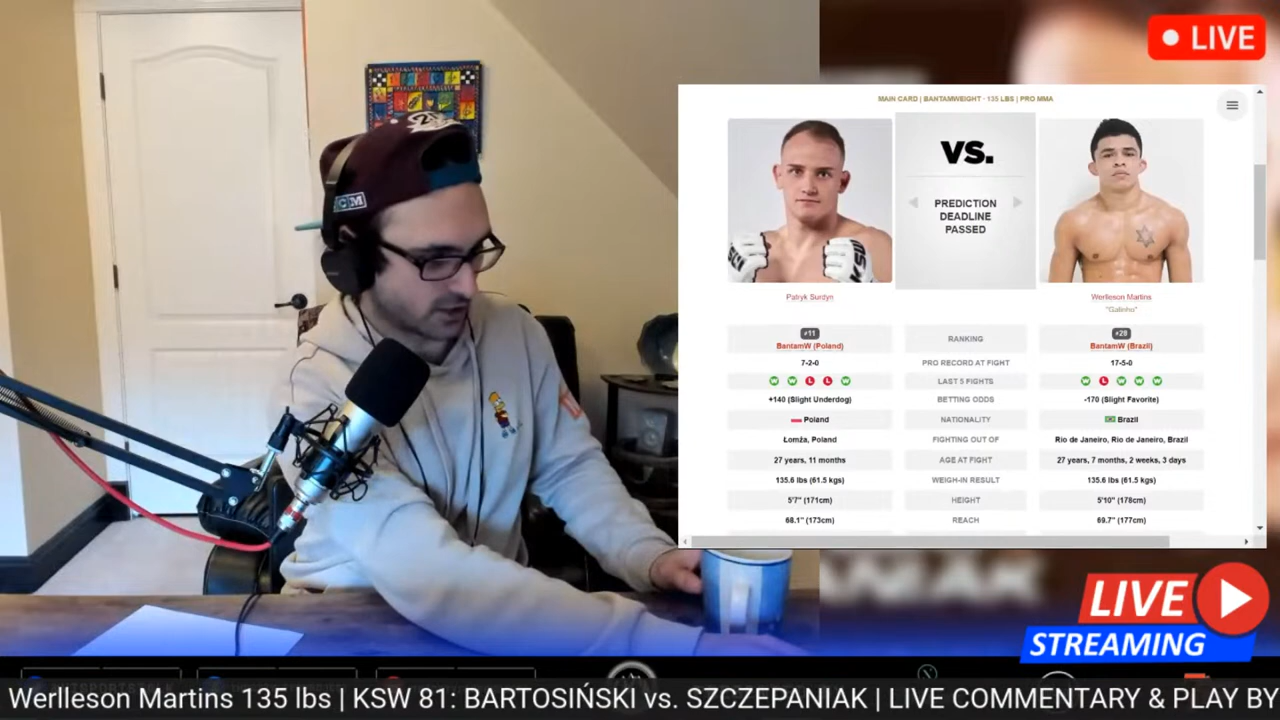 LIVE
MAIN CARD | BANTAMWEIGHT · 135 LBS | PRO MMA
VS.
PREDICTION
DEADLINE
PASSED
Patryk Surdyn
Werlleson Martins
"Galinho"
#11
BantamW (Poland)
RANKING
#28
BantamW (Brazil)
7-2-0
PRO RECORD AT FIGHT
17-5-0
W W L L W
LAST 5 FIGHTS
W L W W W
+140 (Slight Underdog)
BETTING ODDS
-170 (Slight Favorite)
Poland
NATIONALITY
Brazil
Łomża, Poland
FIGHTING OUT OF
Rio de Janeiro, Rio de Janeiro, Brazil
27 years, 11 months
AGE AT FIGHT
27 years, 7 months, 2 weeks, 3 days
135.6 lbs (61.5 kgs)
WEIGH-IN RESULT
135.6 lbs (61.5 kgs)
5'7" (171cm)
HEIGHT
5'10" (178cm)
68.1" (173cm)
REACH
69.7" (177cm)
CCM
LIVE
STREAMING
Werlleson Martins 135 lbs | KSW 81: BARTOSIŃSKI vs. SZCZEPANIAK | LIVE COMMENTARY & PLAY BY